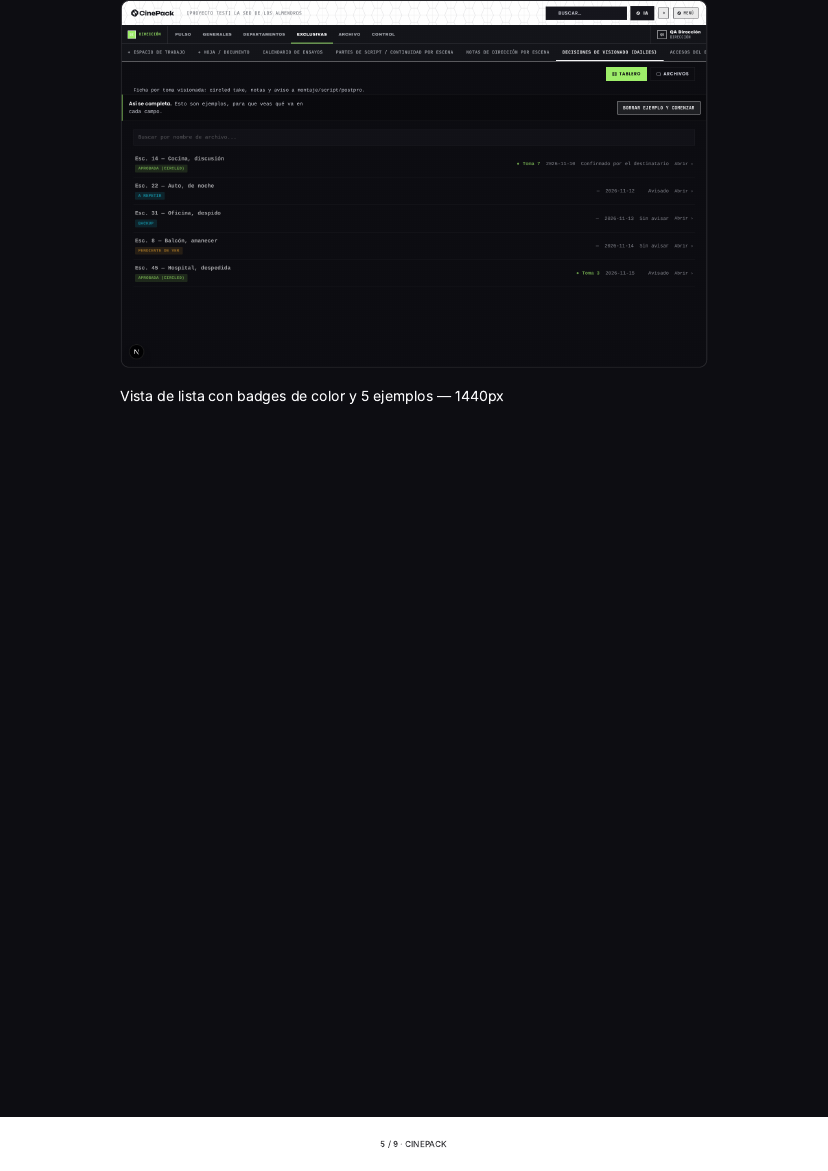 CinePack
[PROYECTO TEST] LA SED DE LOS ALMENDROS
BUSCAR…
IA
MENÚ
DIRECCIÓN
PULSO
GENERALES
DEPARTAMENTOS
EXCLUSIVAS
ARCHIVO
CONTROL
QA Dirección
DIRECCIÓN
ESPACIO DE TRABAJO
HOJA / DOCUMENTO
CALENDARIO DE ENSAYOS
PARTES DE SCRIPT / CONTINUIDAD POR ESCENA
NOTAS DE DIRECCIÓN POR ESCENA
DECISIONES DE VISIONADO (DAILIES)
ACCESOS DEL
TABLERO
ARCHIVOS
Ficha por toma visionada: circled take, notas y aviso a montaje/script/postpro.
Así se completa. Esto son ejemplos, para que veas qué va en
cada campo.
BORRAR EJEMPLO Y COMENZAR
Buscar por nombre de archivo...
Esc. 14 — Cocina, discusión
APROBADA (CIRCLED)
Toma 7 2026-11-10 Confirmado por el destinatario Abrir
Esc. 22 — Auto, de noche
A REVISAR
— 2026-11-12 Avisado Abrir
Esc. 31 — Oficina, despido
BACKUP
— 2026-11-13 Sin avisar Abrir
Esc. 8 — Balcón, amanecer
PENDIENTE DE VER
— 2026-11-14 Sin avisar Abrir
Esc. 45 — Hospital, despedida
APROBADA (CIRCLED)
Toma 3 2026-11-15 Avisado Abrir
N
Vista de lista con badges de color y 5 ejemplos — 1440px
5 / 9 · CINEPACK